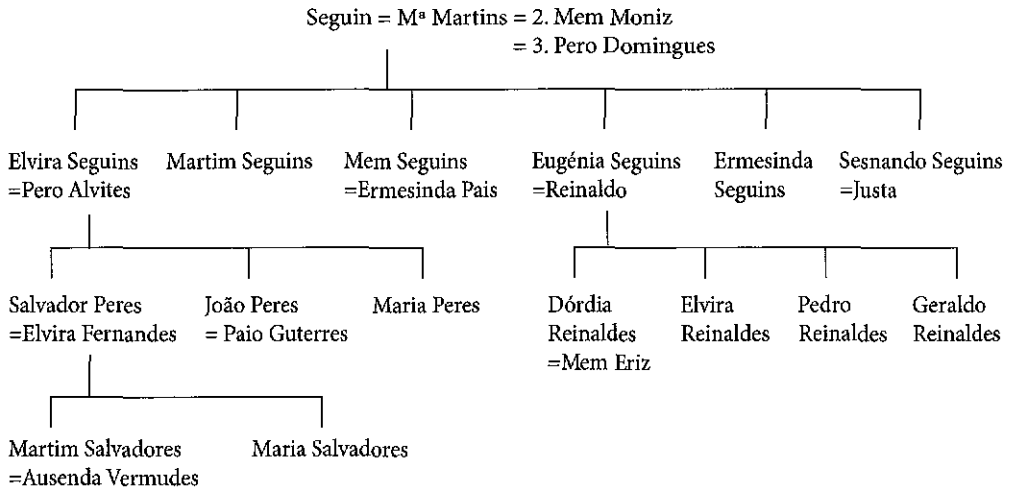 Seguin = Mª Martins = 2. Mem Moniz
= 3. Pero Domingues
Elvira Seguins
=Pero Alvites
Martim Seguins
Mem Seguins
=Ermesinda Pais
Eugénia Seguins
=Reinaldo
Ermesinda
Seguins
Sesnando Seguins
=Justa
Salvador Peres
=Elvira Fernandes
João Peres
= Paio Guterres
Maria Peres
Dórdia
Reinaldes
=Mem Eriz
Elvira
Reinaldes
Pedro
Reinaldes
Geraldo
Reinaldes
Martim Salvadores
=Ausenda Vermudes
Maria Salvadores